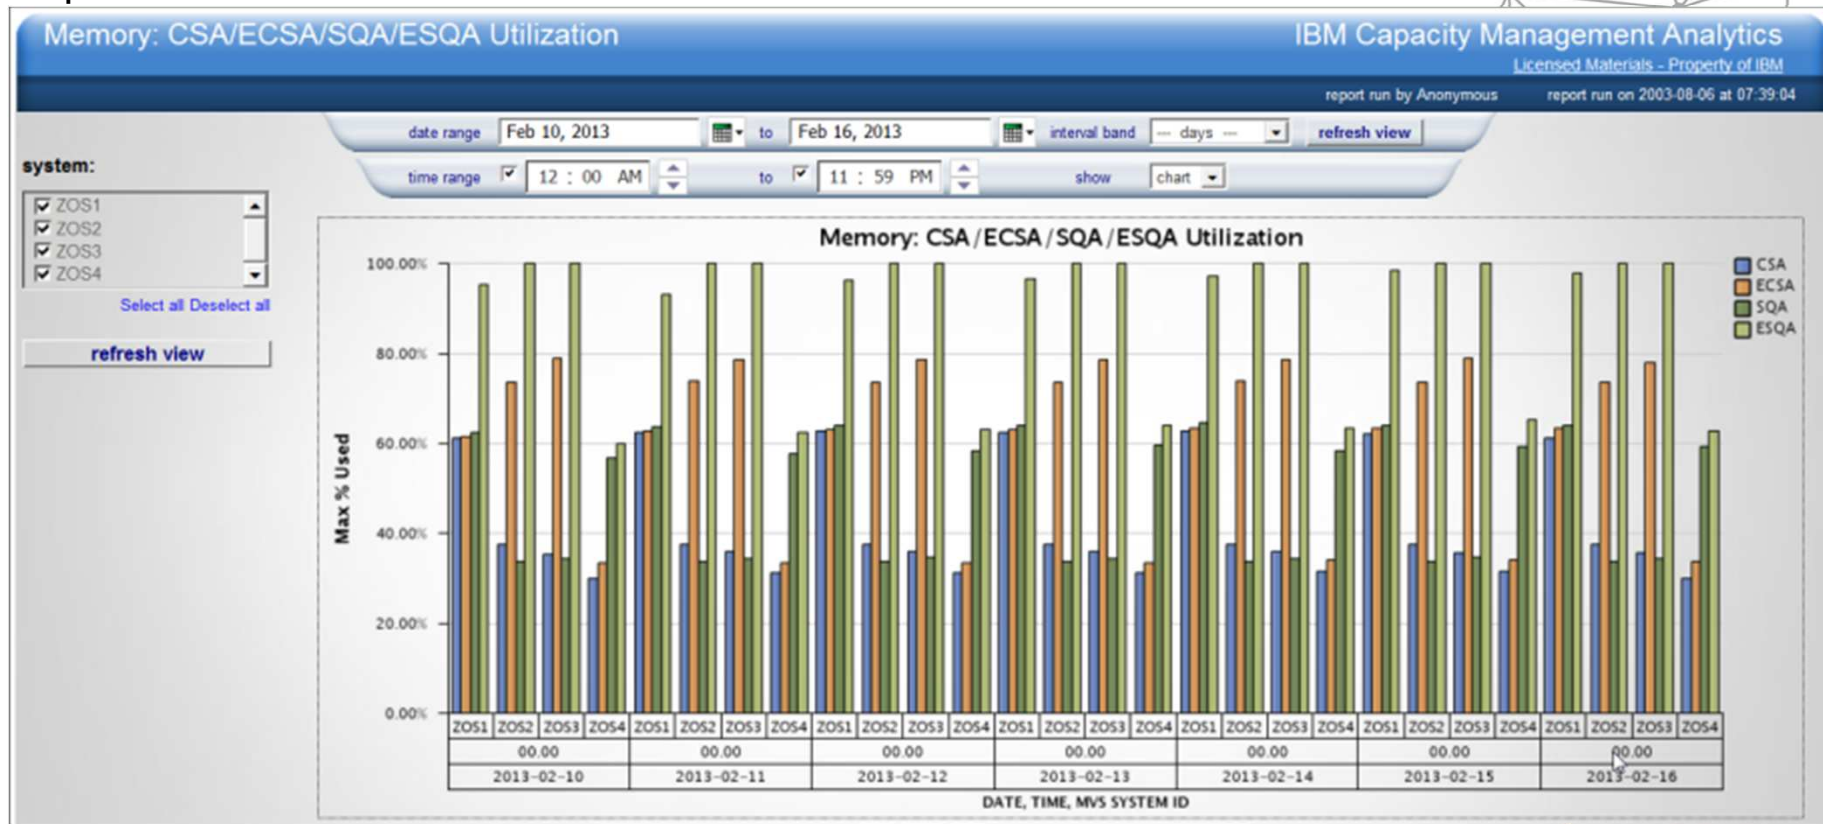 Memory: CSA/ECSA/SQA/ESQA Utilization
IBM Capacity Management Analytics
Licensed Materials - Property of IBM
report run by Anonymous report run on 2003-08-06 at 07:39:04
date range Feb 10, 2013 to Feb 16, 2013 interval band --- days --- refresh view
time range 12 : 00 AM to 11 : 59 PM show chart
system:
ZOS1
ZOS2
ZOS3
ZOS4
Select all Deselect all
refresh view
Memory: CSA/ECSA/SQA/ESQA Utilization
CSA
ECSA
SQA
ESQA
Max % Used
100.00%
80.00%
60.00%
40.00%
20.00%
0.00%
ZOS1 ZOS2 ZOS3 ZOS4 ZOS1 ZOS2 ZOS3 ZOS4 ZOS1 ZOS2 ZOS3 ZOS4 ZOS1 ZOS2 ZOS3 ZOS4 ZOS1 ZOS2 ZOS3 ZOS4 ZOS1 ZOS2 ZOS3 ZOS4 ZOS1 ZOS2 ZOS3 ZOS4
00.00 00.00 00.00 00.00 00.00 00.00 00.00
2013-02-10 2013-02-11 2013-02-12 2013-02-13 2013-02-14 2013-02-15 2013-02-16
DATE, TIME, MVS SYSTEM ID